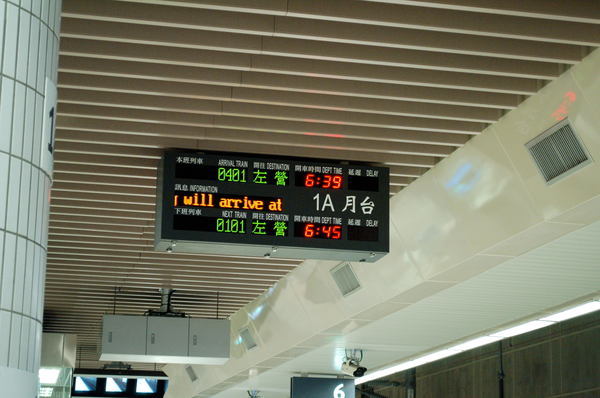 本班列車 ARRIVAL TRAIN 開往 DESTINATION 開車時間 DEPT TIME 延遲 DELAY
0401 左營 6:39
訊息 INFORMATION
will arrive at 1A 月台
下班列車 NEXT TRAIN 開往 DESTINATION 開車時間 DEPT TIME 延遲 DELAY
0101 左營 6:45
6
1